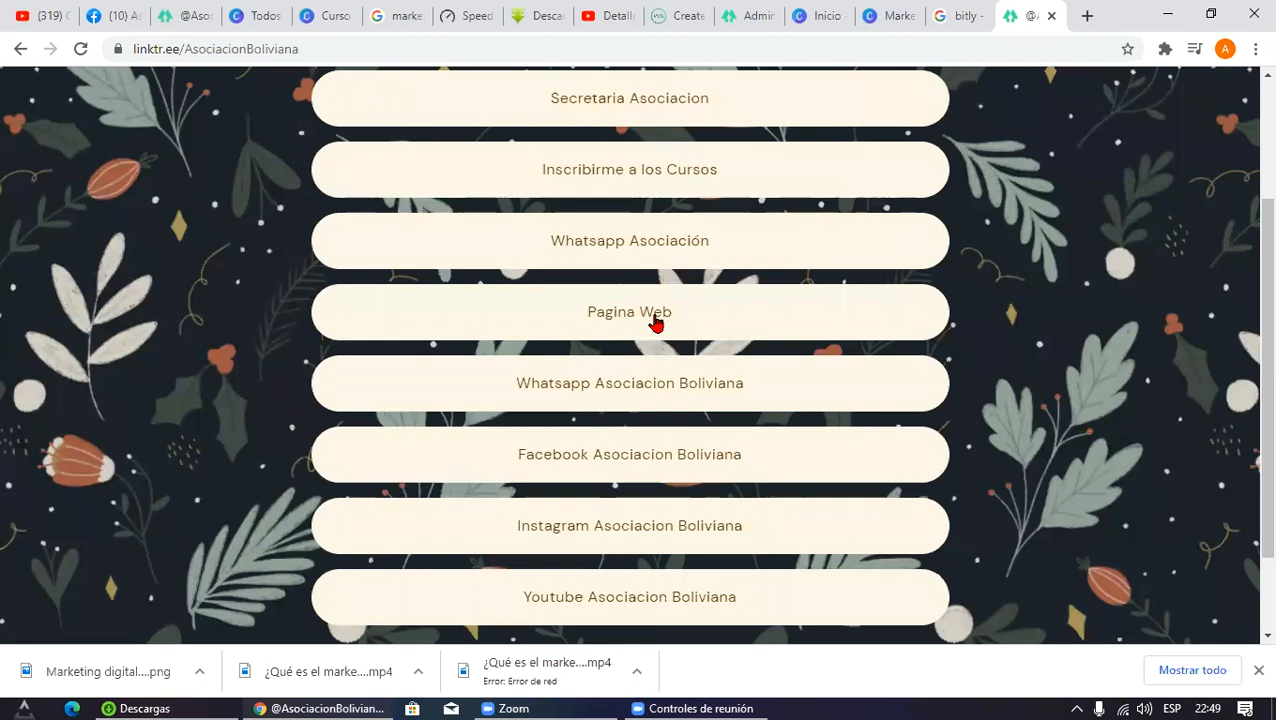 (319)
(10) As
@Asoc
Todos
Curso
marke
Speed
Desca
Detall
Create
Admir
Inicio
Marke
bitly -
@A
linktr.ee/AsociacionBoliviana
A
Secretaria Asociacion
Inscribirme a los Cursos
Whatsapp Asociación
Pagina Web
Whatsapp Asociacion Boliviana
Facebook Asociacion Boliviana
Instagram Asociacion Boliviana
Youtube Asociacion Boliviana
Marketing digital....png
¿Qué es el marke....mp4
¿Qué es el marke....mp4
Error: Error de red
Mostrar todo
Descargas
@AsociacionBolivian...
Zoom
Controles de reunión
ESP
22:49